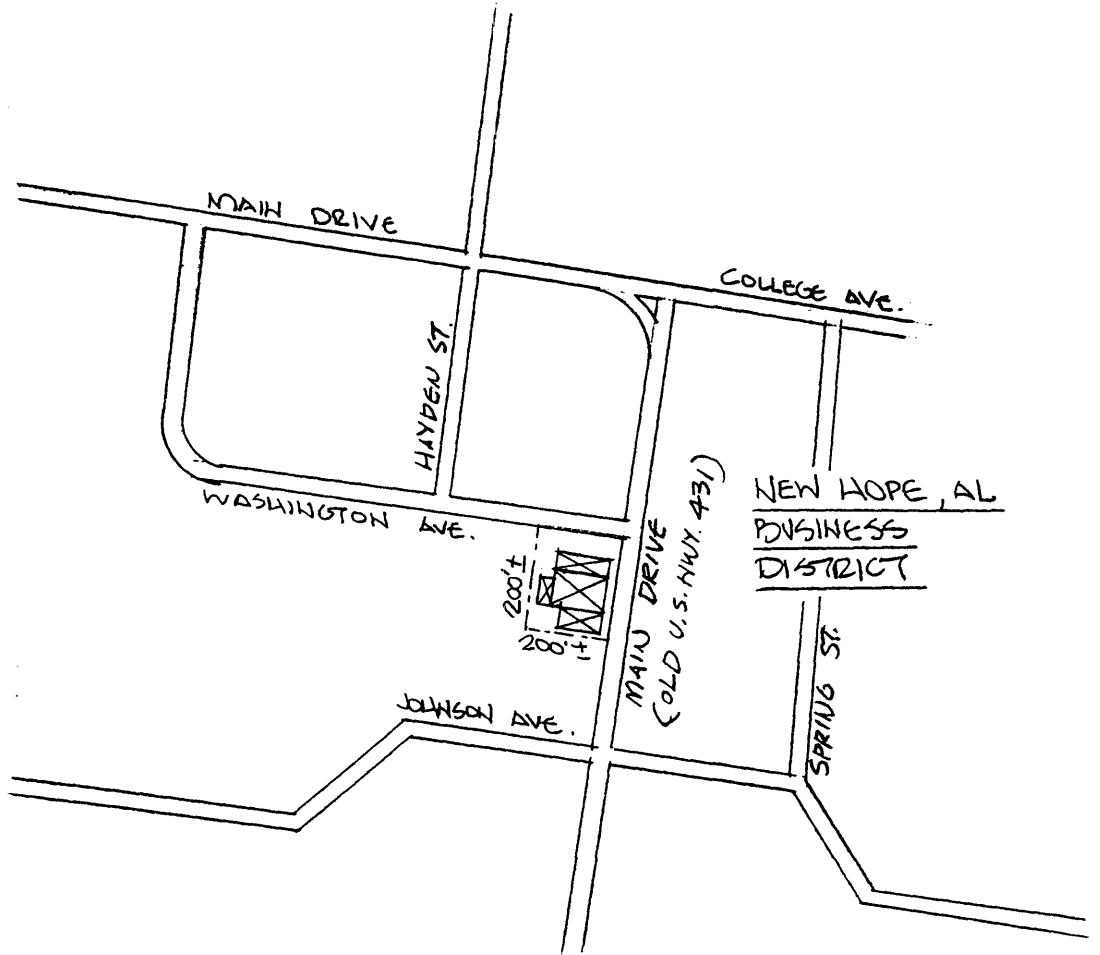 MAIN DRIVE
COLLEGE AVE.
HAYDEN ST.
WASHINGTON AVE.
NEW HOPE, AL
BUSINESS
DISTRICT
200'±
200'±
MAIN DRIVE
(OLD U.S. HWY. 431)
JOHNSON AVE.
SPRING ST.